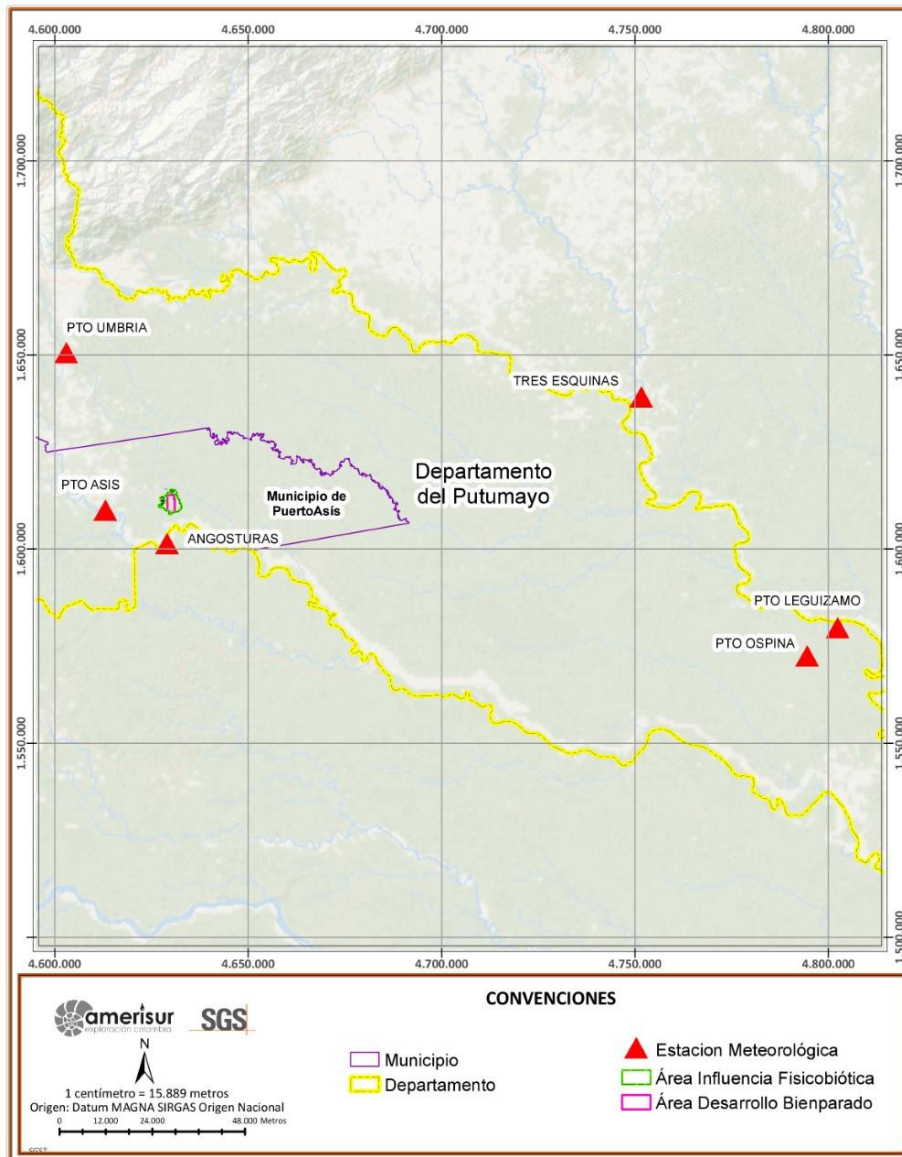 4.600.000 4.650.000 4.700.000 4.750.000 4.800.000
1.700.000 1.700.000
PTO UMBRIA
1.650.000 1.650.000
TRES ESQUINAS
Departamento
del Putumayo
PTO ASIS
Municipio de
PuertoAsís
ANGOSTURAS
1.600.000 1.600.000
PTO LEGUIZAMO
PTO OSPINA
1.550.000 1.550.000
1.500.000 1.500.000
4.600.000 4.650.000 4.700.000 4.750.000 4.800.000
CONVENCIONES
amerisur
exploración colombia
SGS
N
1 centímetro = 15.889 metros
Origen: Datum MAGNA SIRGAS Origen Nacional
0 12.000 24.000 48.000 Metros
Municipio
Departamento
Estacion Meteorológica
Área Influencia Fisicobiótica
Área Desarrollo Bienparado